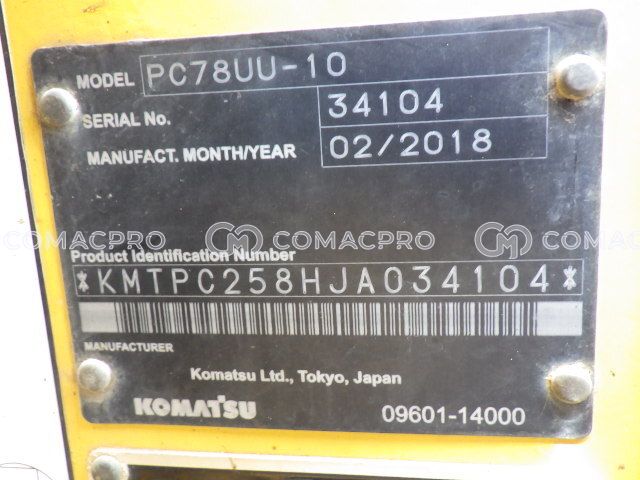 MODEL PC78UU-10
SERIAL No. 34104
MANUFACT. MONTH/YEAR 02/2018
COMACPRO COMACPRO COMACPRO
Product Identification Number
*KMTPC258HJA034104*
MANUFACTURER
Komatsu Ltd., Tokyo, Japan
KOMATSU 09601-14000